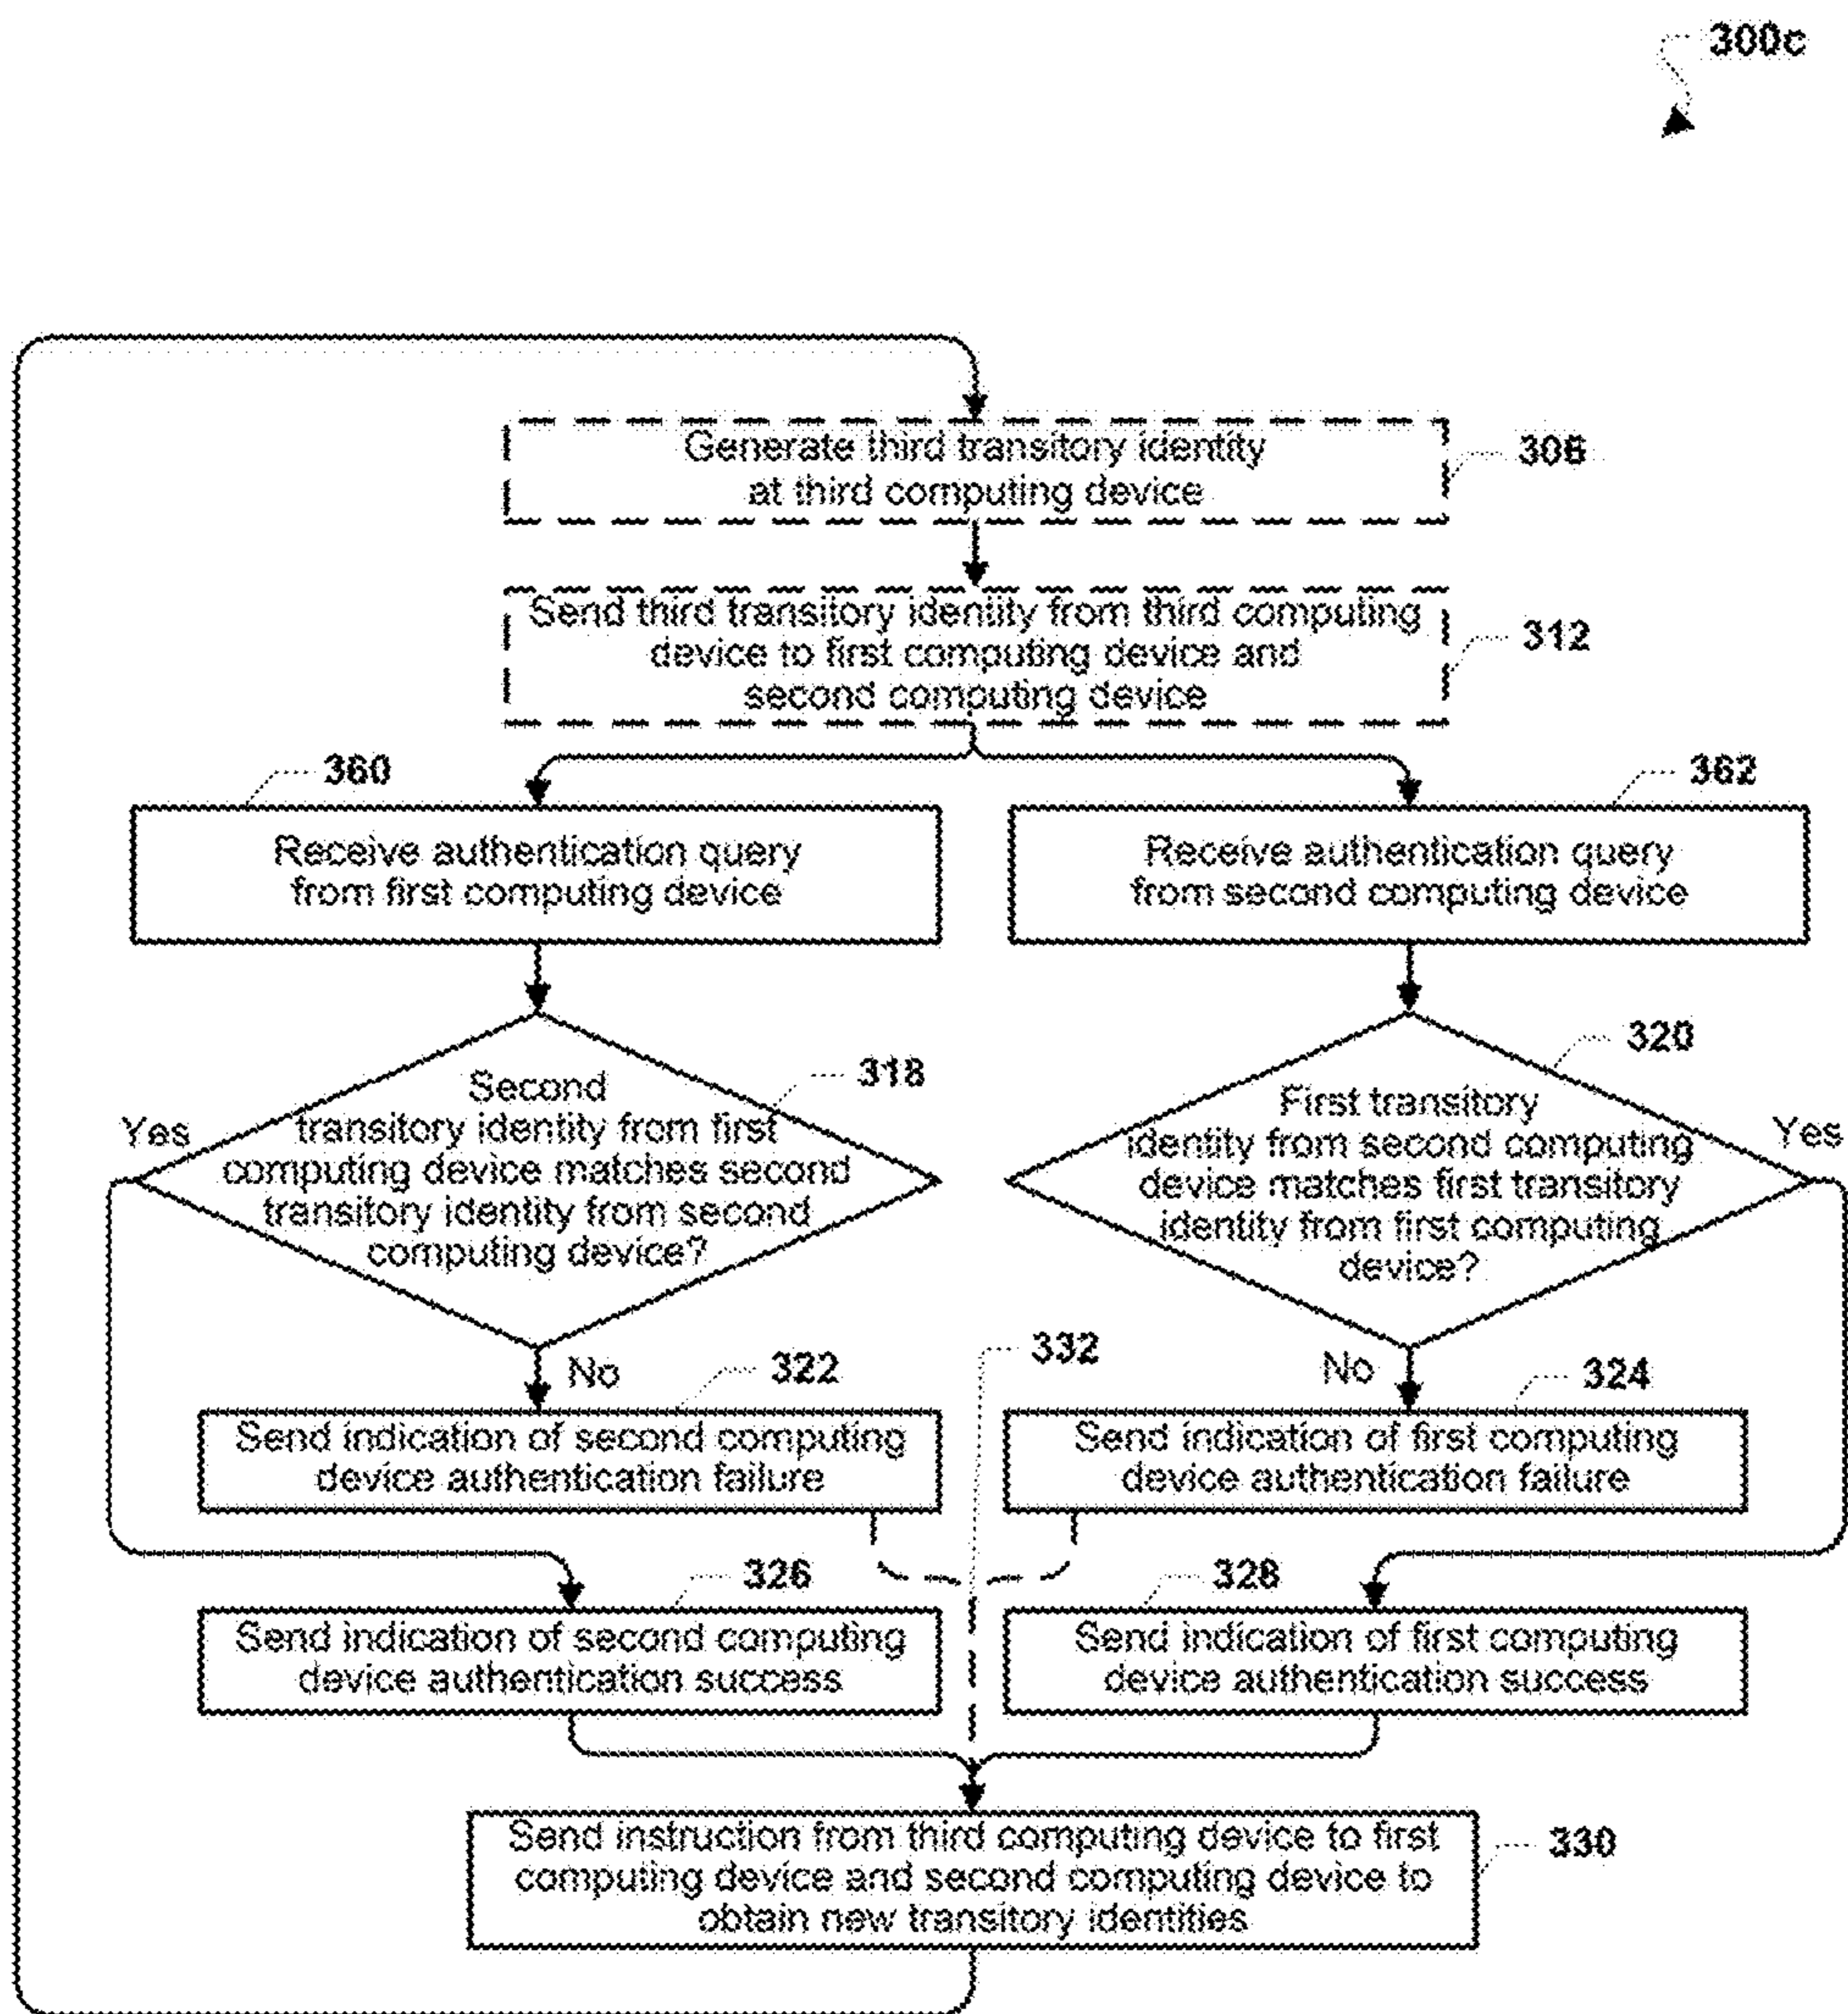 300c
Generate third transitory identity
at third computing device
306
Send third transitory identity from third computing
device to first computing device and
second computing device
312
360
362
Receive authentication query
from first computing device
Receive authentication query
from second computing device
318
Second
transitory identity from first
computing device matches second
transitory identity from second
computing device?
Yes
320
First transitory
identity from second computing
device matches first transitory
identity from first computing
device?
Yes
No
322
332
No
324
Send indication of second computing
device authentication failure
Send indication of first computing
device authentication failure
326
328
Send indication of second computing
device authentication success
Send indication of first computing
device authentication success
Send instruction from third computing device to first
computing device and second computing device to
obtain new transitory identities
330